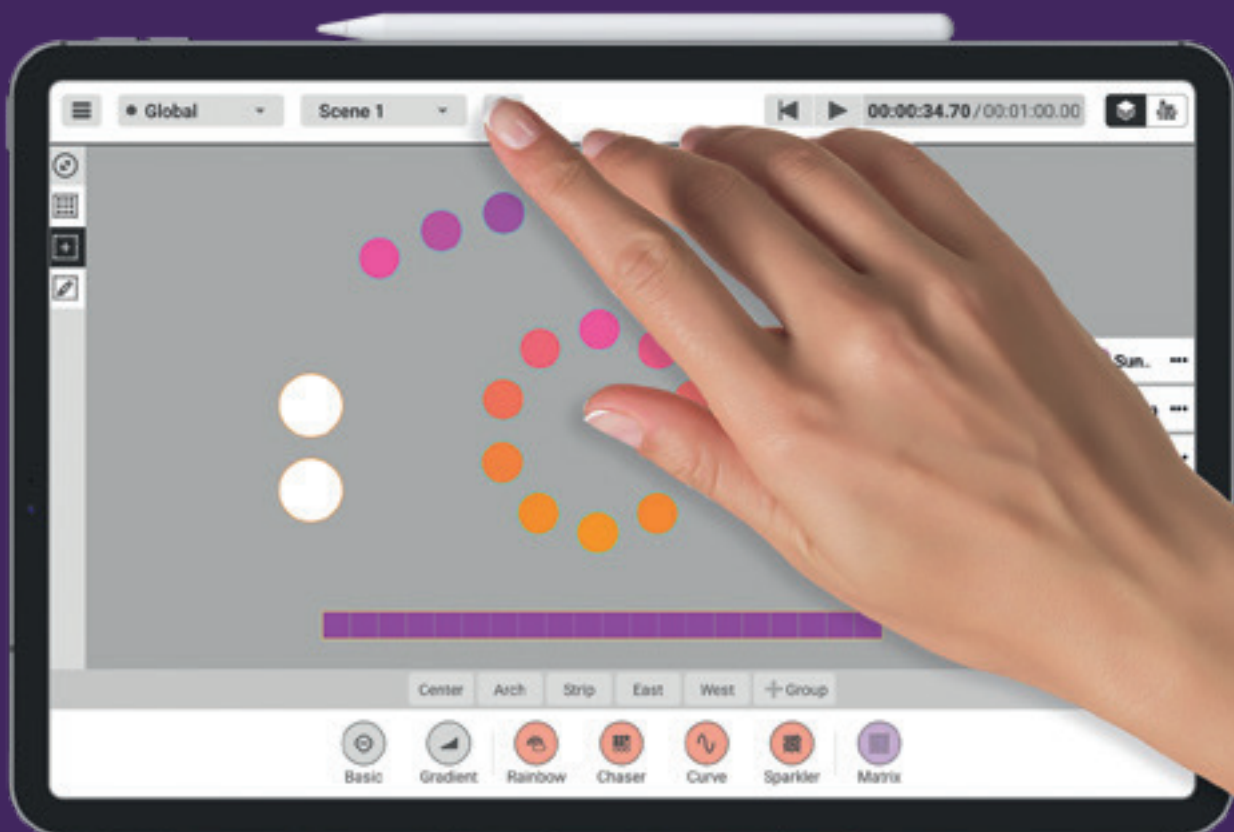 Global
Scene 1
00:00:34.70/00:01:00.00
Sun..
Center Arch Strip East West Group
Basic Gradient Rainbow Chaser Curve Sparkler Matrix